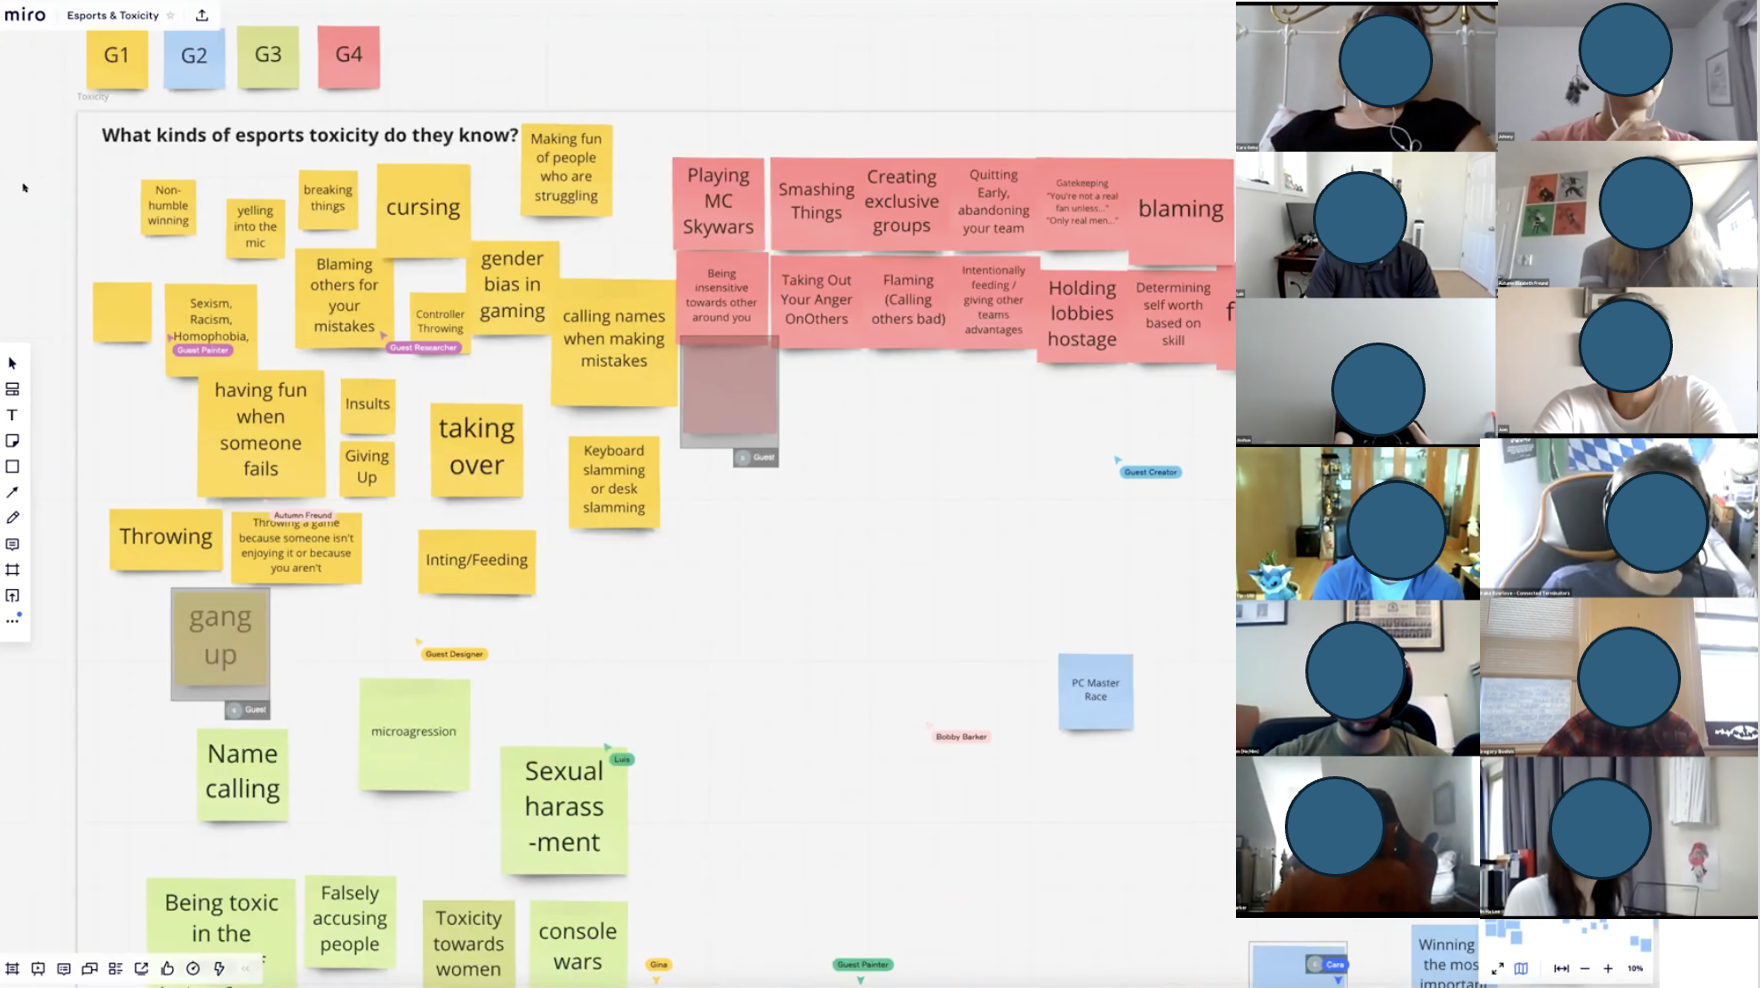 miro
Esports & Toxicity
G1
G2
G3
G4
Toxicity
What kinds of esports toxicity do they know?
Making fun
of people
who are
struggling
Non-
humble
winning
yelling
into the
mic
breaking
things
cursing
Blaming
others for
your
mistakes
Controller
Throwing
gender
bias in
gaming
calling names
when making
mistakes
Sexism,
Racism,
Homophobia,
Guest Painter
Guest Researcher
having fun
when
someone
fails
Insults
Giving
Up
taking
over
Keyboard
slamming
or desk
slamming
Throwing
Autumn Freund
Throwing a game
because someone isn't
enjoying it or because
you aren't
Inting/Feeding
gang
up
Guest
Guest Designer
Playing
MC
Skywars
Smashing
Things
Creating
exclusive
groups
Quitting
Early,
abandoning
your team
Gatekeeping
"You're not a real
fan unless..."
"Only real men..."
blaming
Being
insensitive
towards other
around you
Taking Out
Your Anger
OnOthers
Flaming
(Calling
others bad)
Intentionally
feeding /
giving other
teams
advantages
Holding
lobbies
hostage
Determining
self worth
based on
skill
f
Guest
Guest Creator
PC Master
Race
Bobby Barker
Name
calling
microagression
Luis
Sexual
harass
-ment
Being toxic
in the
Falsely
accusing
people
Toxicity
towards
women
console
wars
Gina
Guest Painter
Cara
Winning
the mos
important
10%